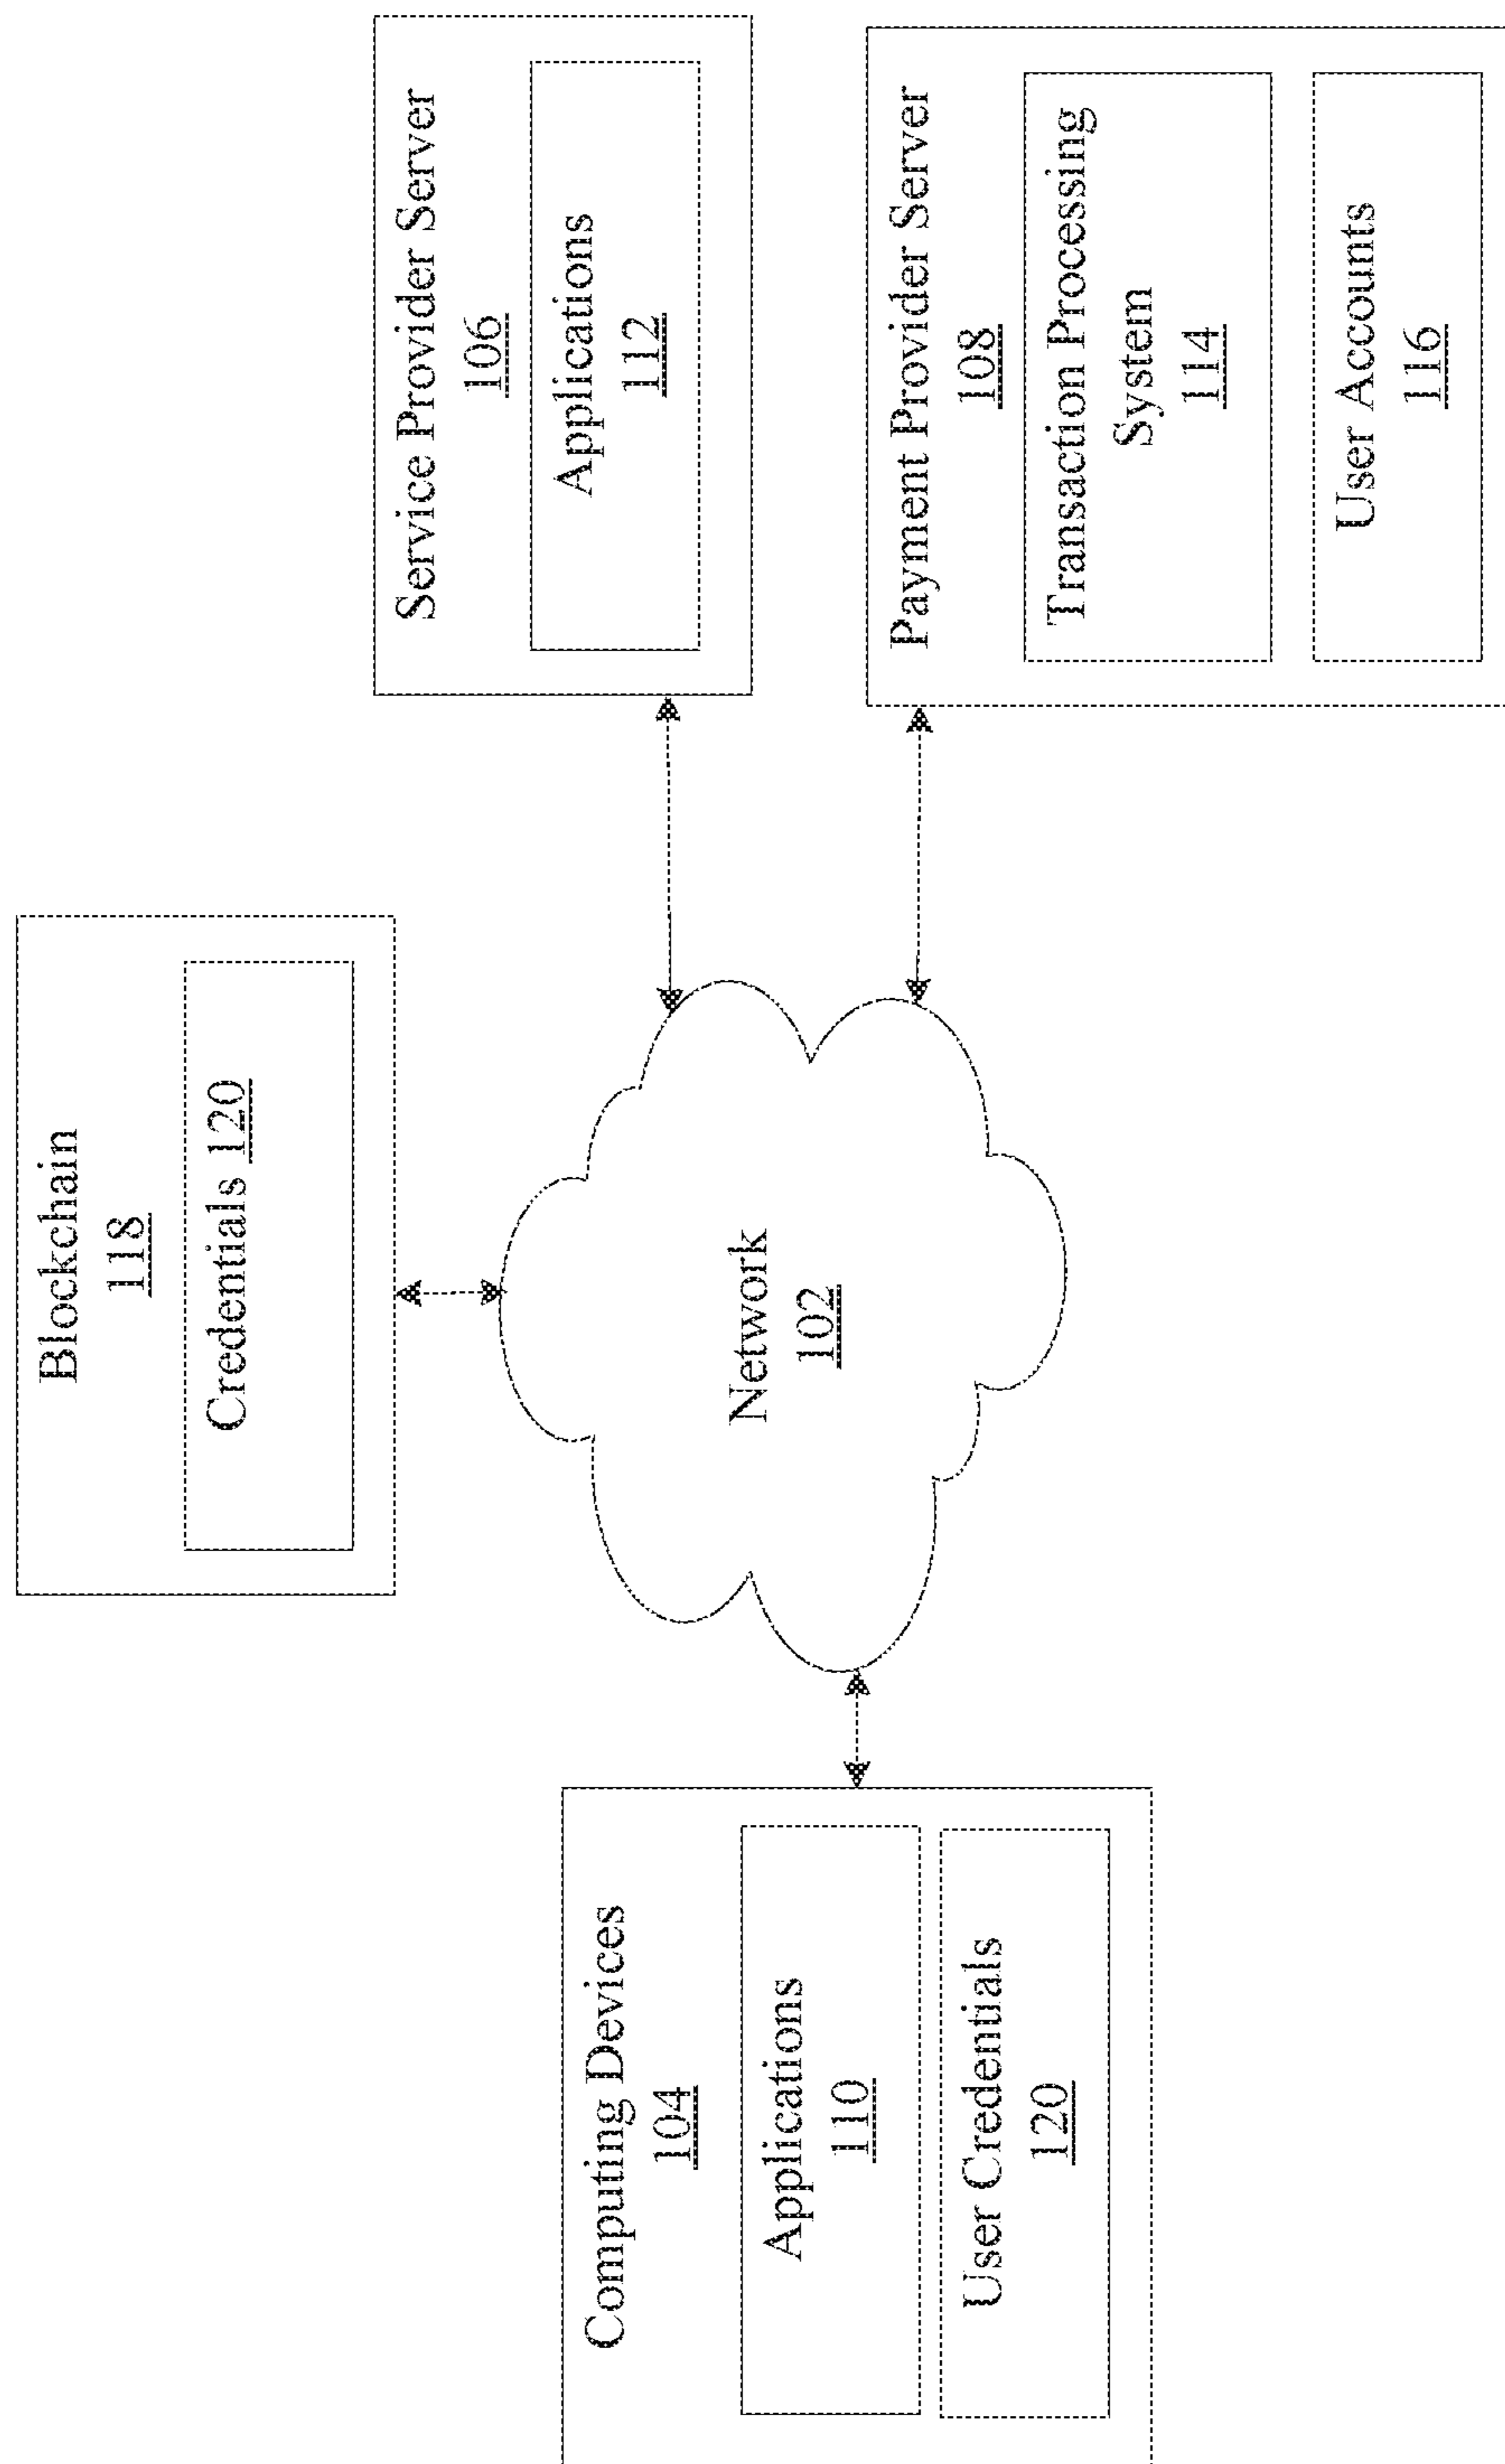 Blockchain
118
Credentials 120
Service Provider Server
106
Applications
112
Computing Devices
104
Applications
110
User Credentials
120
Network
102
Payment Provider Server
108
Transaction Processing
System
114
User Accounts
116